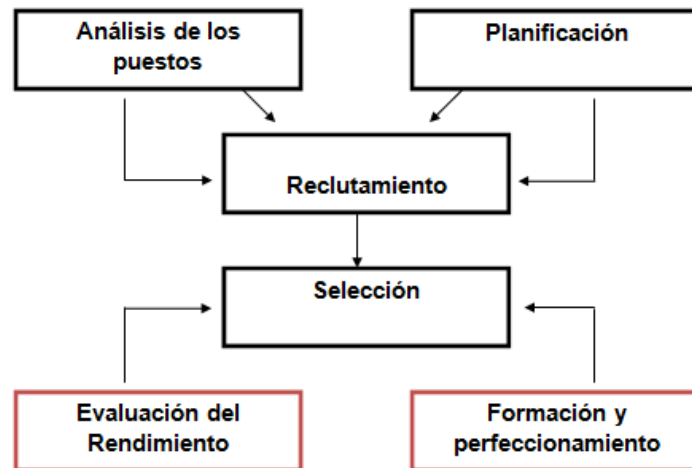 Análisis de los
puestos
Planificación
Reclutamiento
Selección
Evaluación del
Rendimiento
Formación y
perfeccionamiento